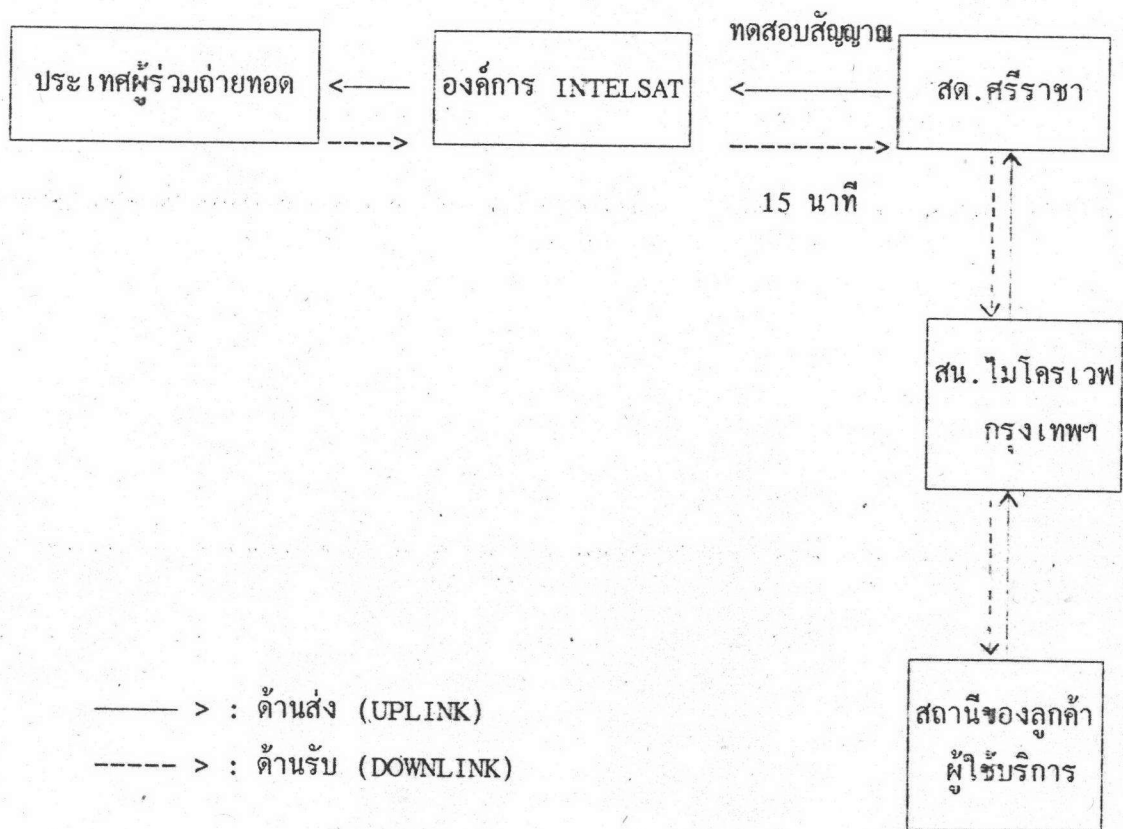 ทดสอบสัญญาณ
ประเทศผู้ร่วมถ่ายทอด
องค์การ INTELSAT
สด.ศรีราชา
15 นาที
สน.ไมโครเวฟ
กรุงเทพฯ
สถานีของลูกค้า
ผู้ใช้บริการ
——— > : ด้านส่ง (UPLINK)
----- > : ด้านรับ (DOWNLINK)